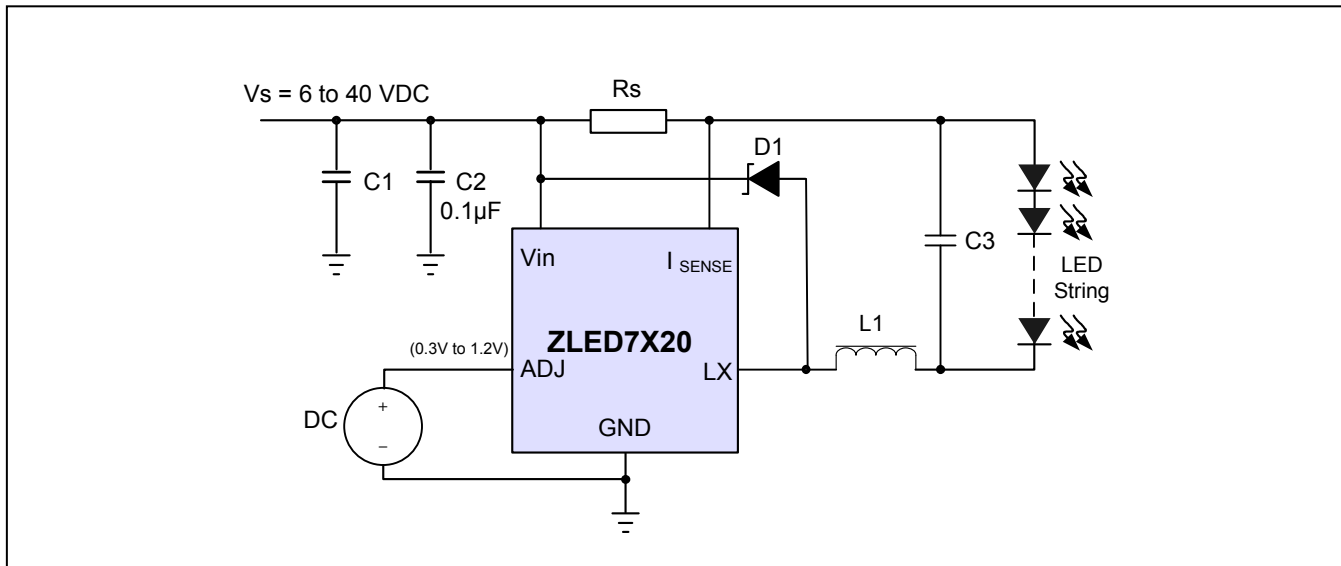 Vs = 6 to 40 VDC
Rs
D1
C1
C2
0.1µF
C3
Vin
I SENSE
LED
String
L1
ZLED7X20
(0.3V to 1.2V)
ADJ
LX
DC
+
–
GND